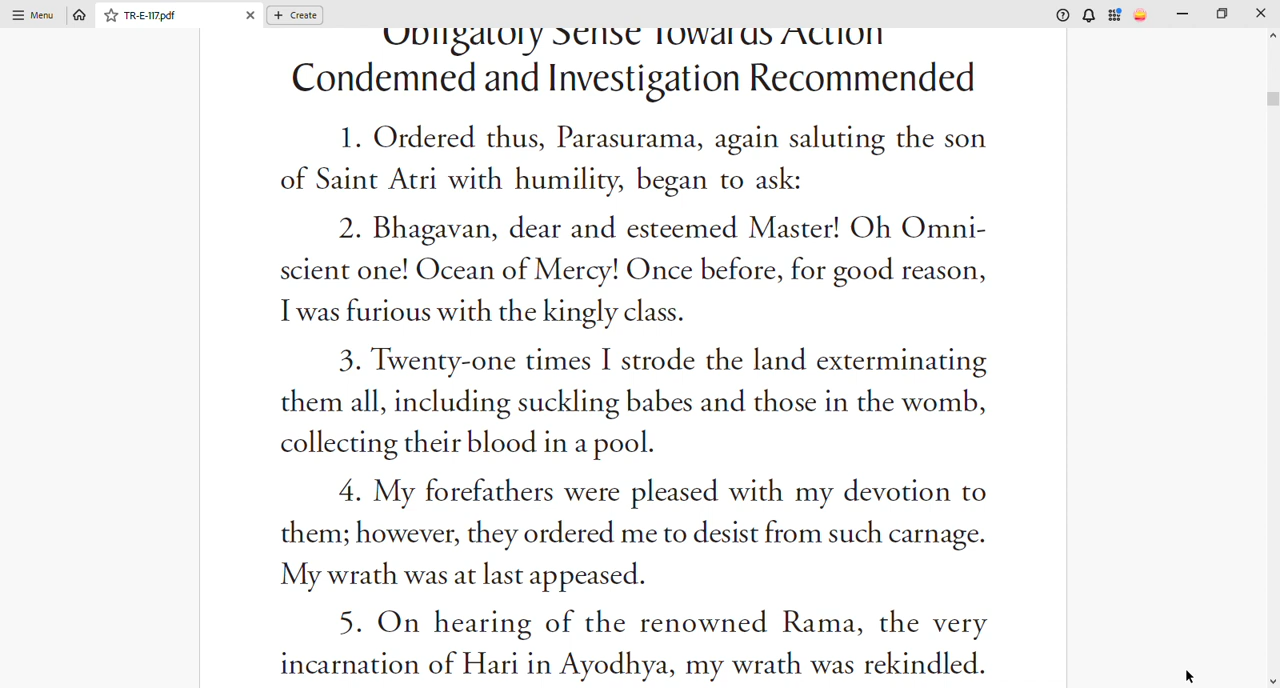 Menu
TR-E-117.pdf
+ Create
Obligatory Sense Towards Action
Condemned and Investigation Recommended
1. Ordered thus, Parasurama, again saluting the son
of Saint Atri with humility, began to ask:
2. Bhagavan, dear and esteemed Master! Oh Omni-
scient one! Ocean of Mercy! Once before, for good reason,
I was furious with the kingly class.
3. Twenty-one times I strode the land exterminating
them all, including suckling babes and those in the womb,
collecting their blood in a pool.
4. My forefathers were pleased with my devotion to
them; however, they ordered me to desist from such carnage.
My wrath was at last appeased.
5. On hearing of the renowned Rama, the very
incarnation of Hari in Ayodhya, my wrath was rekindled.